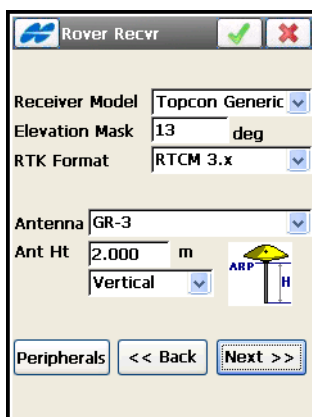 Rover Recvr
Receiver Model Topcon Generic
Elevation Mask 13 deg
RTK Format RTCM 3.x
Antenna GR-3
Ant Ht 2.000 m
ARP
Vertical H
Peripherals << Back Next >>